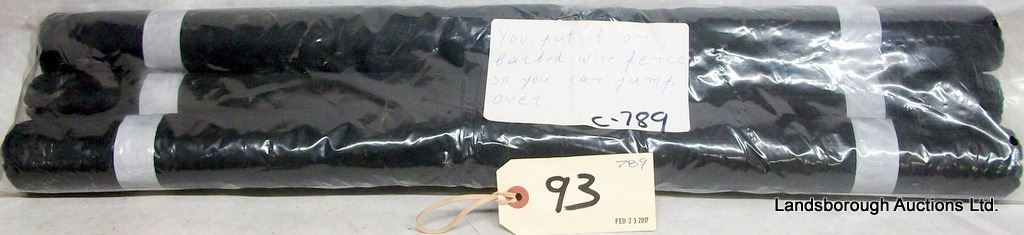 You put it on
Barbed wire fence
so you can jump
over.
C-789
789
93
FEB 23 2017
Landsborough Auctions Ltd.